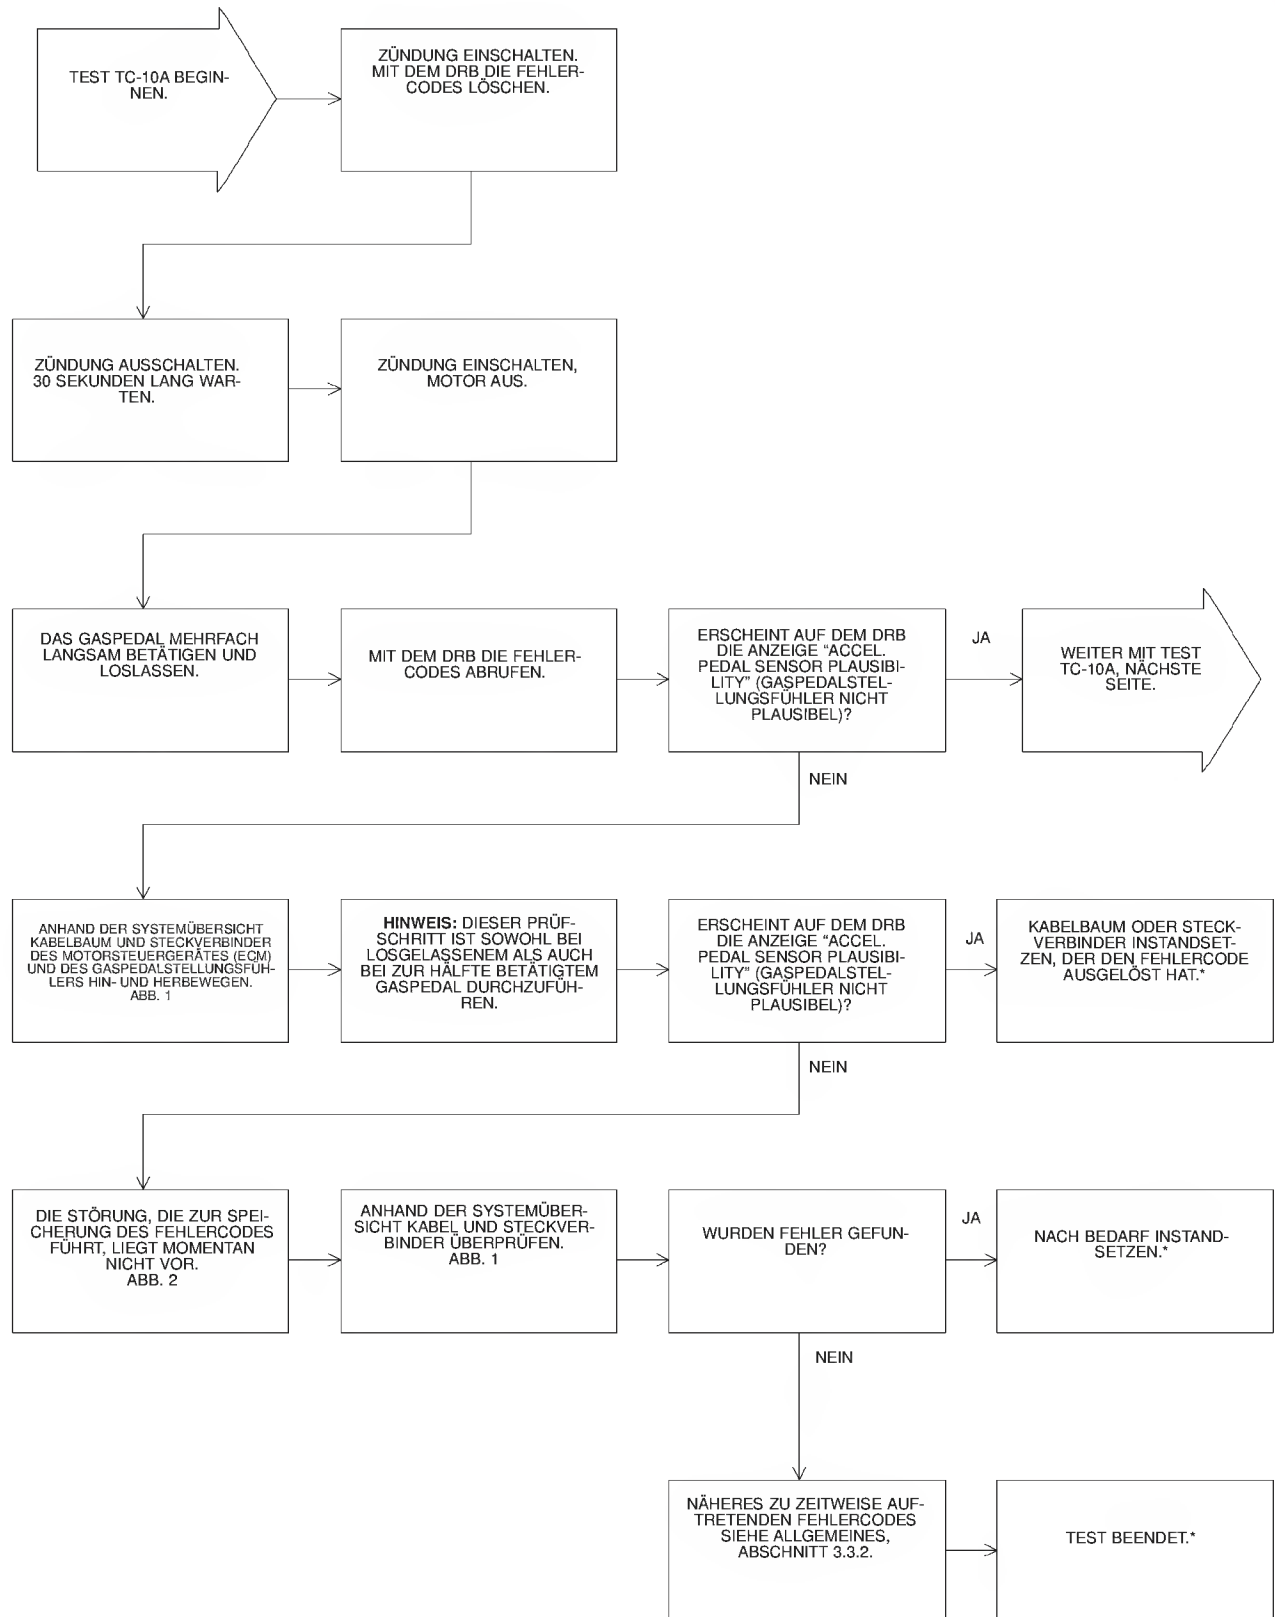 TEST TC-10A BEGIN-
NEN.
ZÜNDUNG EINSCHALTEN.
MIT DEM DRB DIE FEHLER-
CODES LÖSCHEN.
ZÜNDUNG AUSSCHALTEN.
30 SEKUNDEN LANG WAR-
TEN.
ZÜNDUNG EINSCHALTEN,
MOTOR AUS.
DAS GASPEDAL MEHRFACH
LANGSAM BETÄTIGEN UND
LOSLASSEN.
MIT DEM DRB DIE FEHLER-
CODES ABRUFEN.
ERSCHEINT AUF DEM DRB
DIE ANZEIGE “ACCEL.
PEDAL SENSOR PLAUSIBI-
LITY” (GASPEDALSTEL-
LUNGSFÜHLER NICHT
PLAUSIBEL)?
JA
WEITER MIT TEST
TC-10A, NÄCHSTE
SEITE.
NEIN
ANHAND DER SYSTEMÜBERSICHT
KABELBAUM UND STECKVERBINDER
DES MOTORSTEUERGERÄTES (ECM)
UND DES GASPEDALSTELLUNGSFÜH-
LERS HIN- UND HERBEWEGEN.
ABB. 1
HINWEIS: DIESER PRÜF-
SCHRITT IST SOWOHL BEI
LOSGELASSENEM ALS AUCH
BEI ZUR HÄLFTE BETÄTIGTEM
GASPEDAL DURCHZUFÜH-
REN.
ERSCHEINT AUF DEM DRB
DIE ANZEIGE “ACCEL.
PEDAL SENSOR PLAUSIBI-
LITY” (GASPEDALSTEL-
LUNGSFÜHLER NICHT
PLAUSIBEL)?
JA
KABELBAUM ODER STECK-
VERBINDER INSTANDSET-
ZEN, DER DEN FEHLERCODE
AUSGELÖST HAT.*
NEIN
DIE STÖRUNG, DIE ZUR SPEI-
CHERUNG DES FEHLERCODES
FÜHRT, LIEGT MOMENTAN
NICHT VOR.
ABB. 2
ANHAND DER SYSTEMÜBER-
SICHT KABEL UND STECKVER-
BINDER ÜBERPRÜFEN.
ABB. 1
WURDEN FEHLER GEFUN-
DEN?
JA
NACH BEDARF INSTAND-
SETZEN.*
NEIN
NÄHERES ZU ZEITWEISE AUF-
TRETENDEN FEHLERCODES
SIEHE ALLGEMEINES,
ABSCHNITT 3.3.2.
TEST BEENDET.*